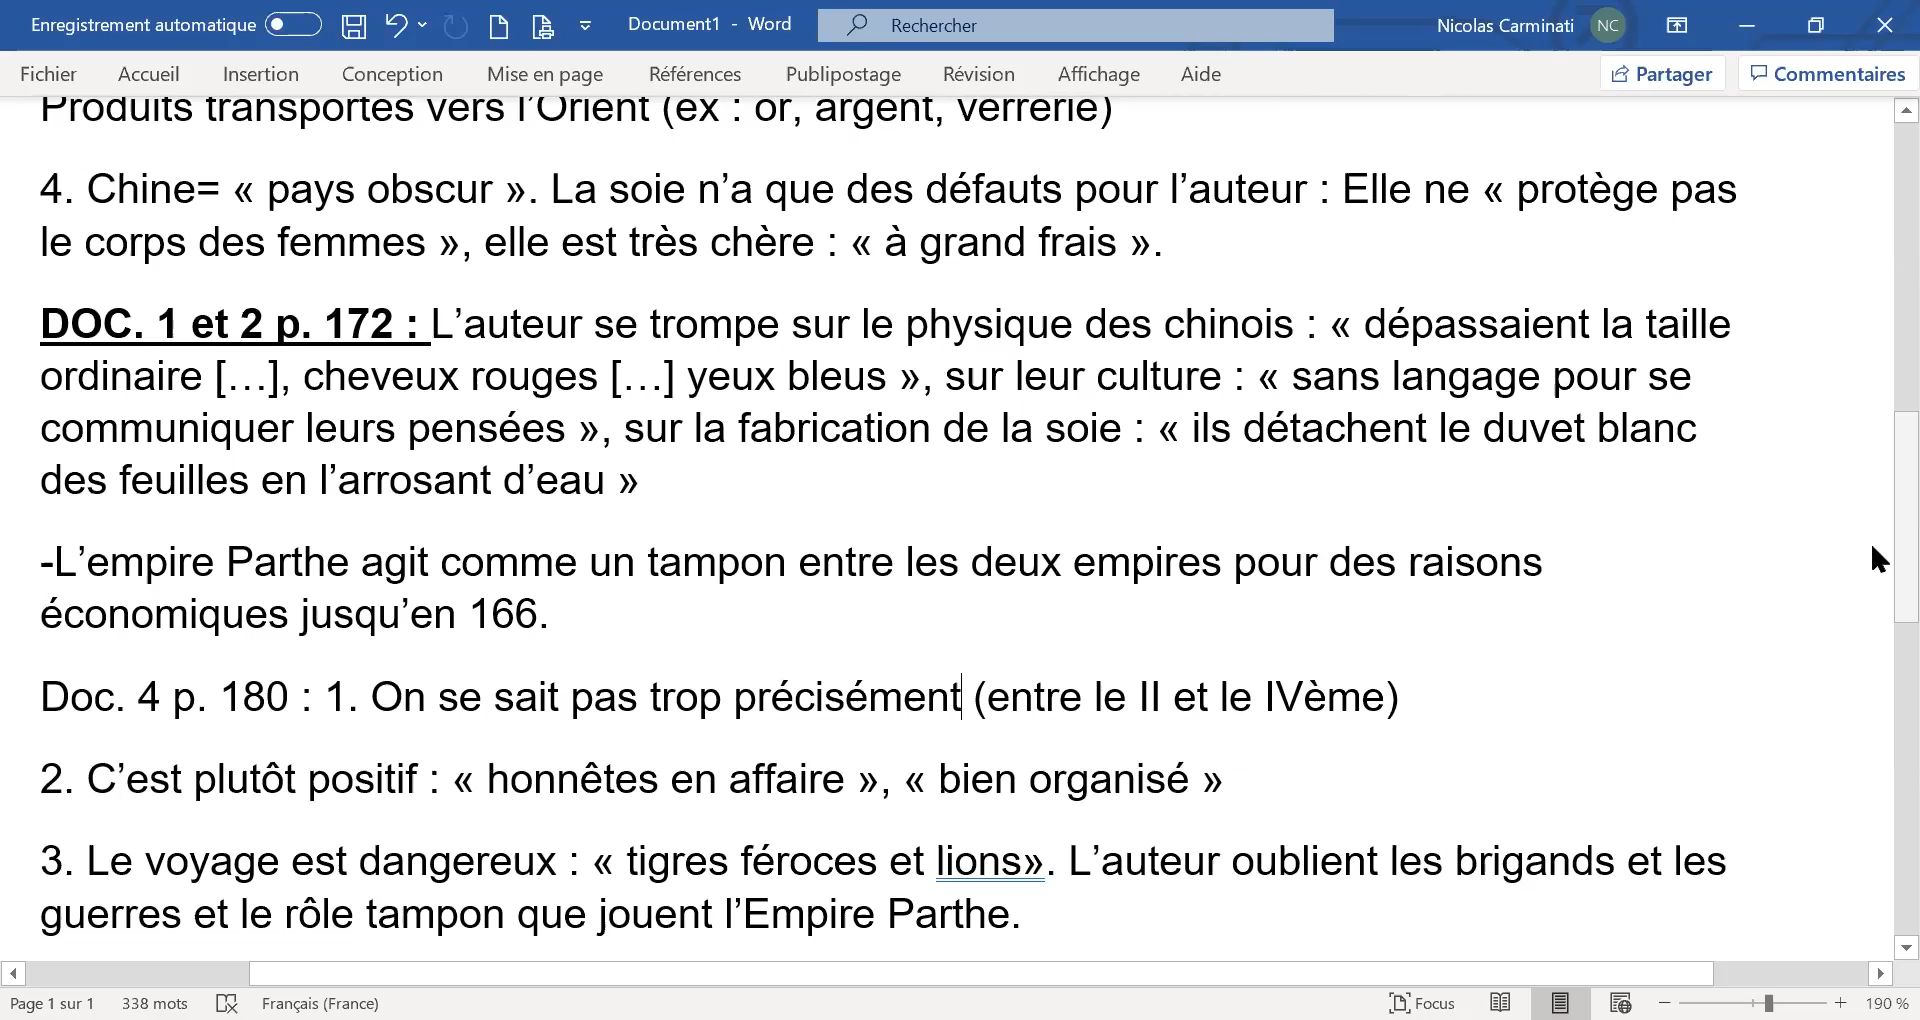 Enregistrement automatique Document1 - Word Rechercher Nicolas Carminati NC
Fichier Accueil Insertion Conception Mise en page Références Publipostage Révision Affichage Aide Partager Commentaires
Produits transportés vers l’Orient (ex : or, argent, verrerie)
4. Chine= « pays obscur ». La soie n’a que des défauts pour l’auteur : Elle ne « protège pas
le corps des femmes », elle est très chère : « à grand frais ».
DOC. 1 et 2 p. 172 : L’auteur se trompe sur le physique des chinois : « dépassaient la taille
ordinaire […], cheveux rouges […] yeux bleus », sur leur culture : « sans langage pour se
communiquer leurs pensées », sur la fabrication de la soie : « ils détachent le duvet blanc
des feuilles en l’arrosant d’eau »
-L’empire Parthe agit comme un tampon entre les deux empires pour des raisons
économiques jusqu’en 166.
Doc. 4 p. 180 : 1. On se sait pas trop précisément (entre le II et le IVème)
2. C’est plutôt positif : « honnêtes en affaire », « bien organisé »
3. Le voyage est dangereux : « tigres féroces et lions». L’auteur oublient les brigands et les
guerres et le rôle tampon que jouent l’Empire Parthe.
Page 1 sur 1 338 mots Français (France) Focus 190 %